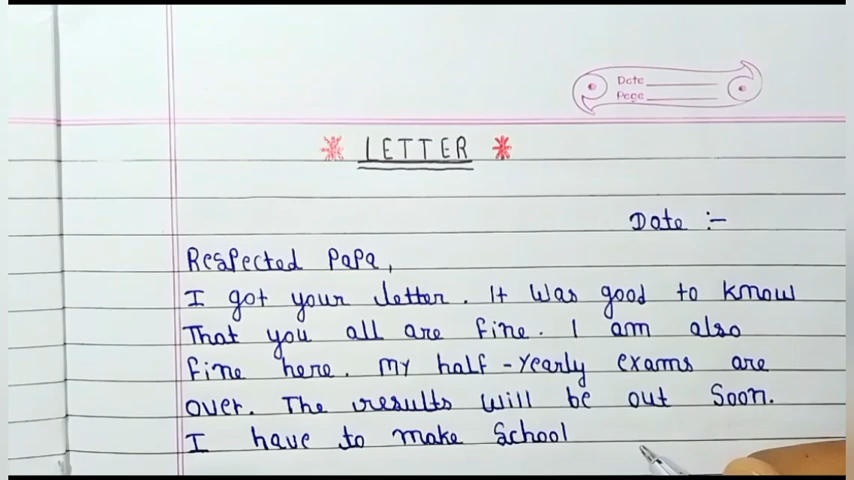 Date
Page
* LETTER *
Date :-
Respected Papa,
I got your letter. It was good to know
That you all are fine. I am also
fine here. My half-Yearly exams are
over. The results will be out Soon.
I have to make School